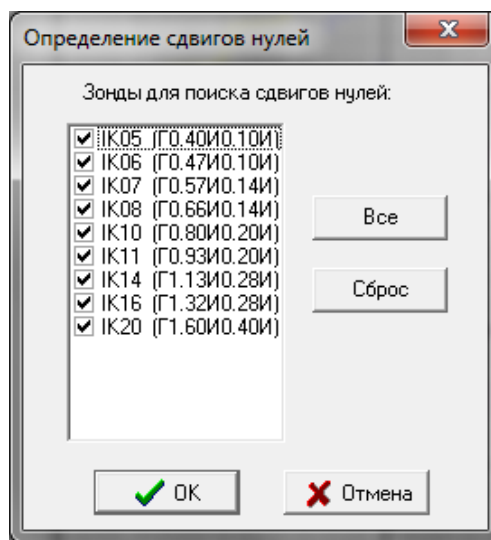 Определение сдвигов нулей
Зонды для поиска сдвигов нулей:
IK05 (Г0.40И0.10И)
IK06 (Г0.47И0.10И)
IK07 (Г0.57И0.14И)
IK08 (Г0.66И0.14И)
IK10 (Г0.80И0.20И)
IK11 (Г0.93И0.20И)
IK14 (Г1.13И0.28И)
IK16 (Г1.32И0.28И)
IK20 (Г1.60И0.40И)
Все
Сброс
OK
Отмена